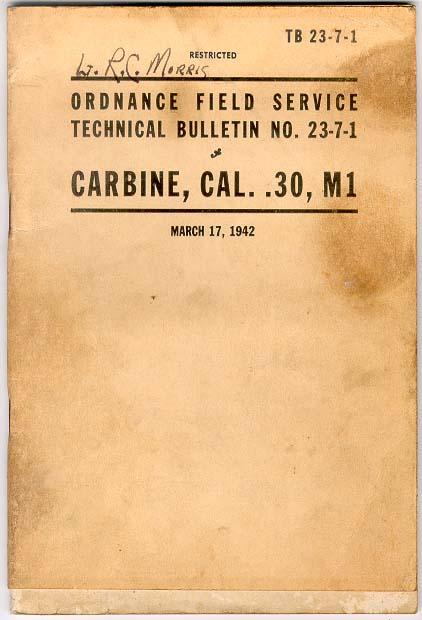 TB 23-7-1
RESTRICTED
Lt. R.C. Morris
ORDNANCE FIELD SERVICE
TECHNICAL BULLETIN NO. 23-7-1
CARBINE, CAL. .30, M1
MARCH 17, 1942